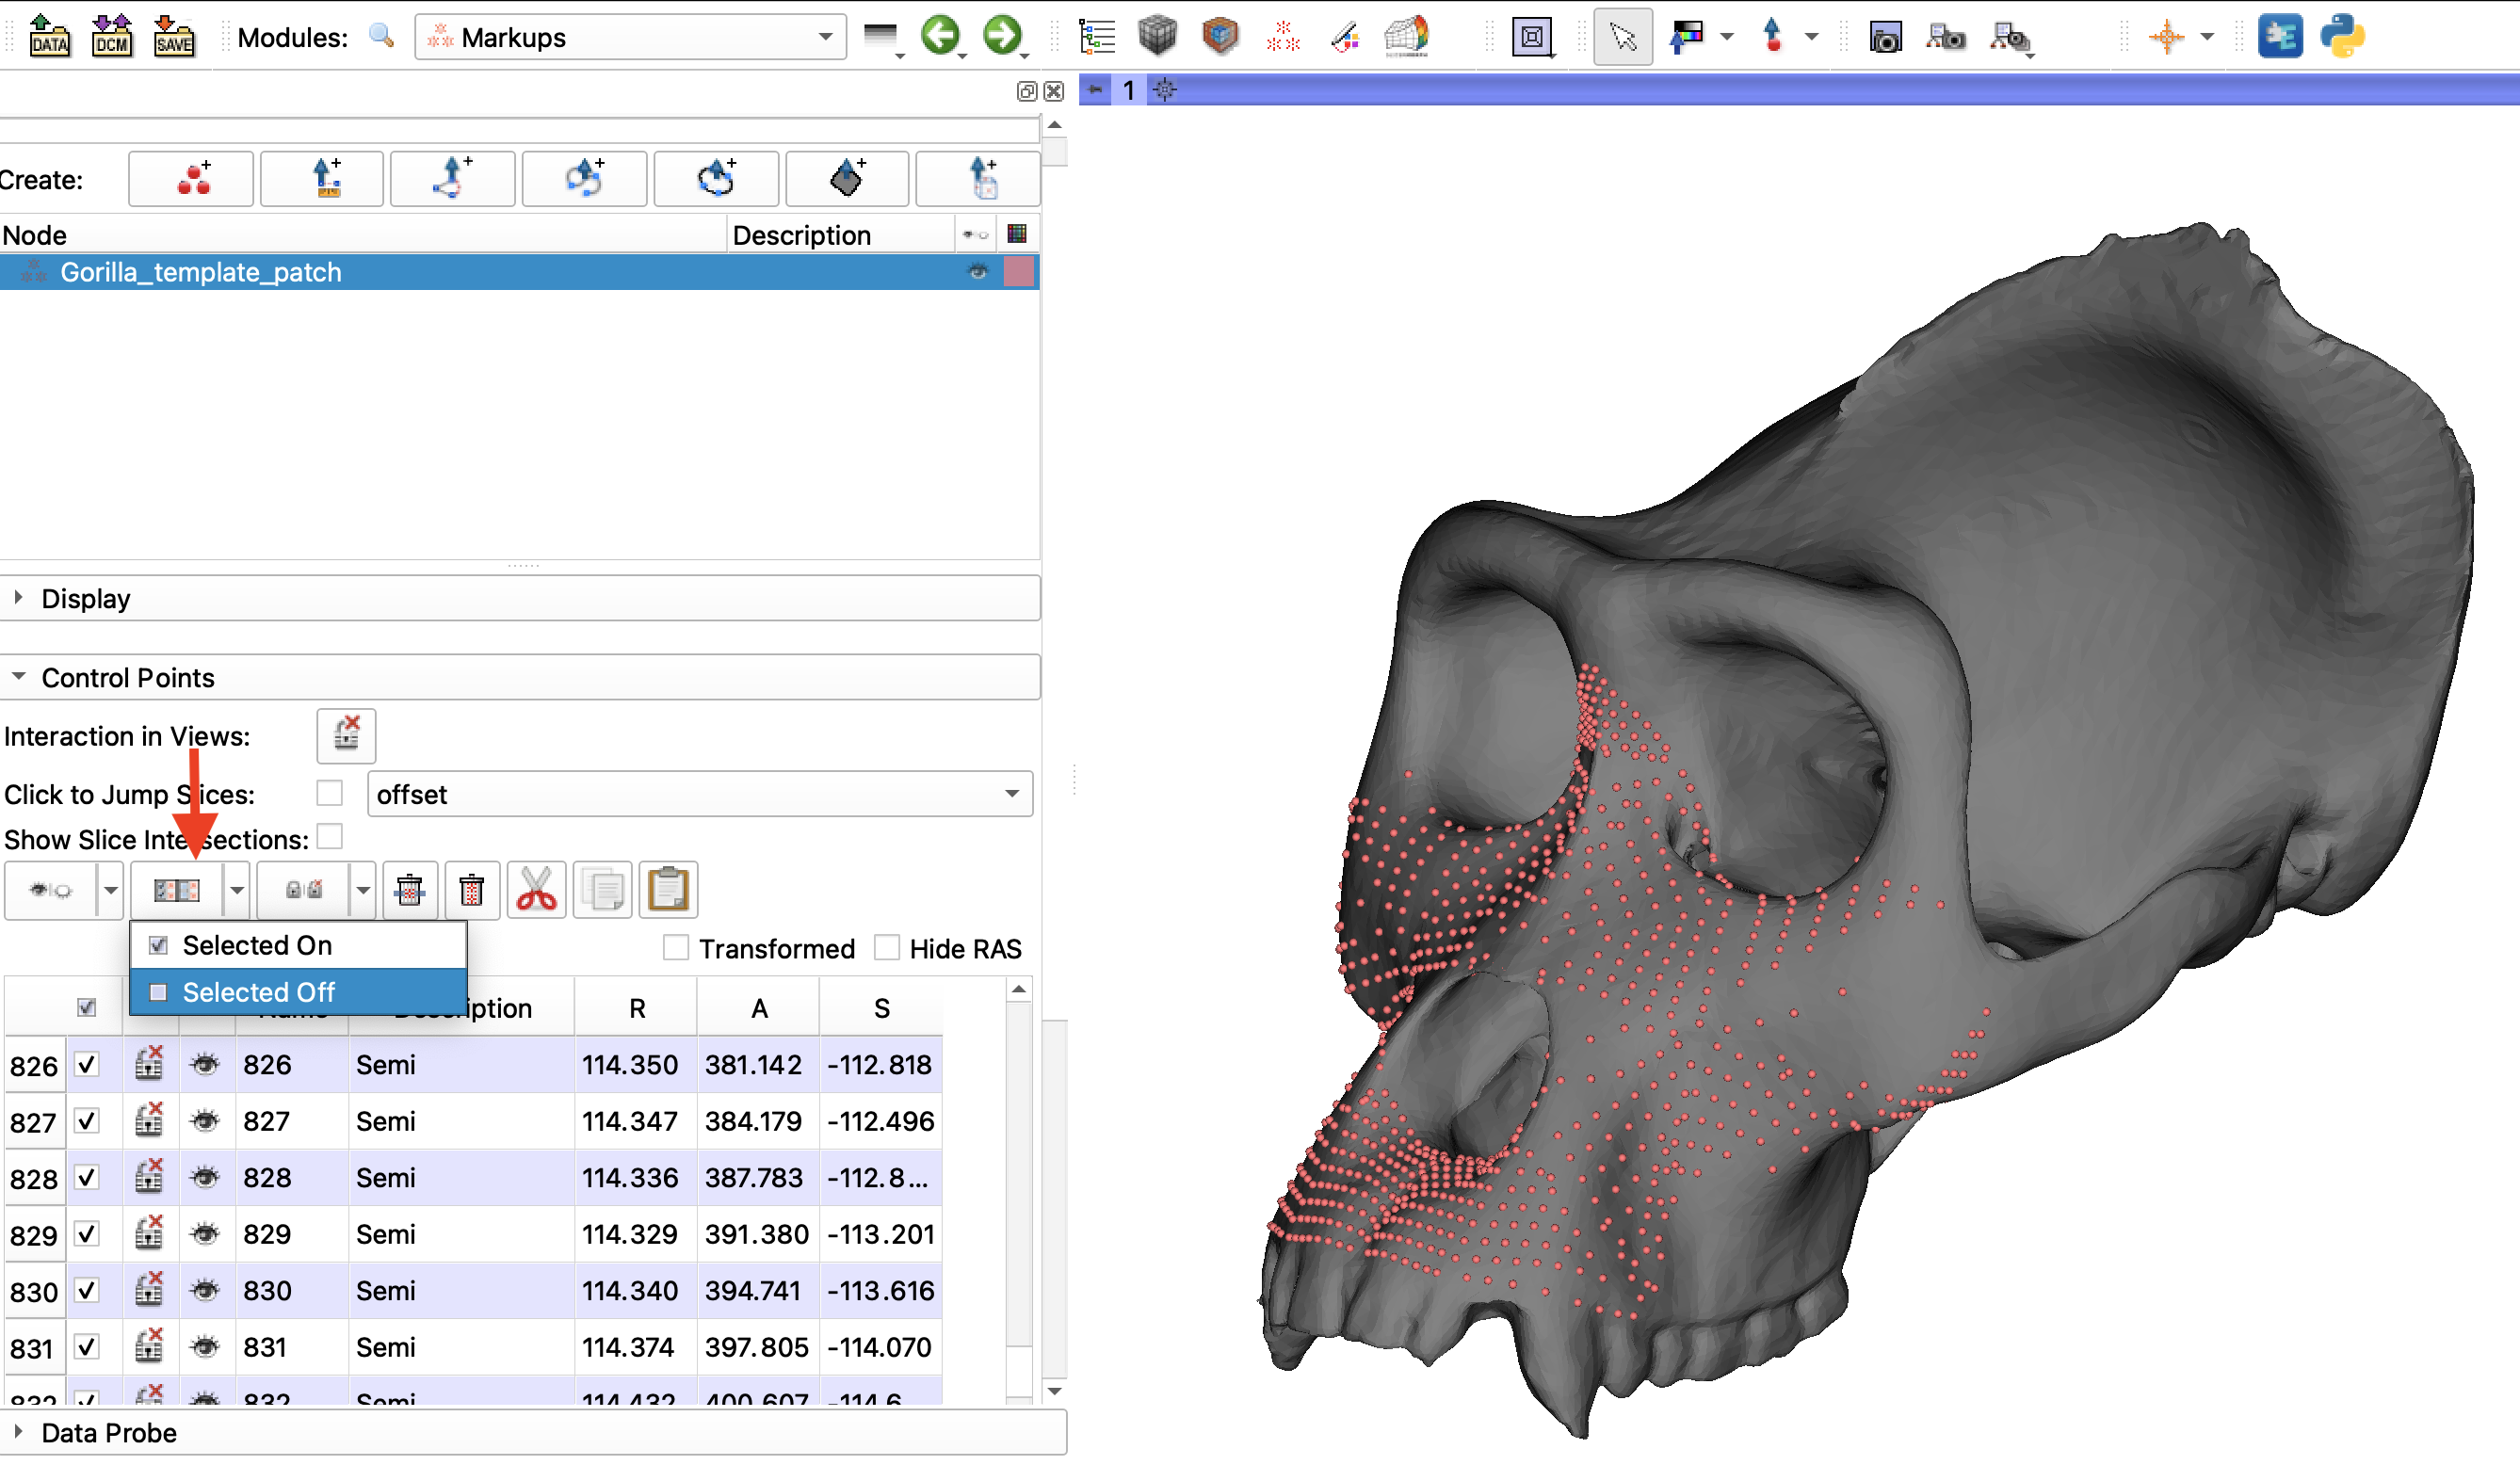 DATA DCM SAVE Modules: Markups
1
Create:
Node Description
Gorilla_template_patch
Display
Control Points
Interaction in Views:
Click to Jump Slices: offset
Show Slice Intersections:
Selected On Transformed Hide RAS
Selected Off
Name Description R A S
826 826 Semi 114.350 381.142 -112.818
827 827 Semi 114.347 384.179 -112.496
828 828 Semi 114.336 387.783 -112.8...
829 829 Semi 114.329 391.380 -113.201
830 830 Semi 114.340 394.741 -113.616
831 831 Semi 114.374 397.805 -114.070
832 832 Semi 114.432 400.607 -114.6...
Data Probe